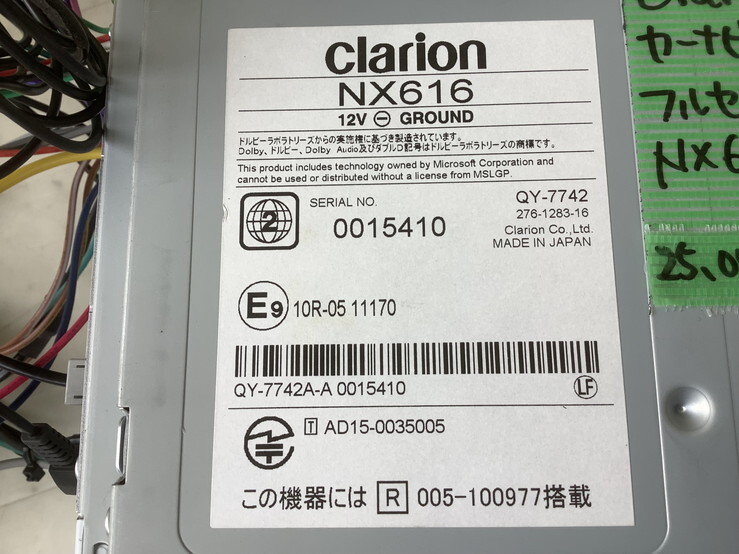 clarion
NX616
12V ⊖ GROUND
ドルビーラボラトリーズからの実施権に基づき製造されています。
Dolby、ドルビー、Dolby Audio及びダブルD記号はドルビーラボラトリーズの商標です。
This product includes technology owned by Microsoft Corporation and
cannot be used or distributed without a license from MSLGP.
2
SERIAL NO.
0015410
QY-7742
276-1283-16
Clarion Co.,Ltd.
MADE IN JAPAN
E9 10R-05 11170
QY-7742A-A 0015410
LF
T AD15-0035005
この機器には R 005-100977搭載
カーナビ
フルセ
NX6
25.0